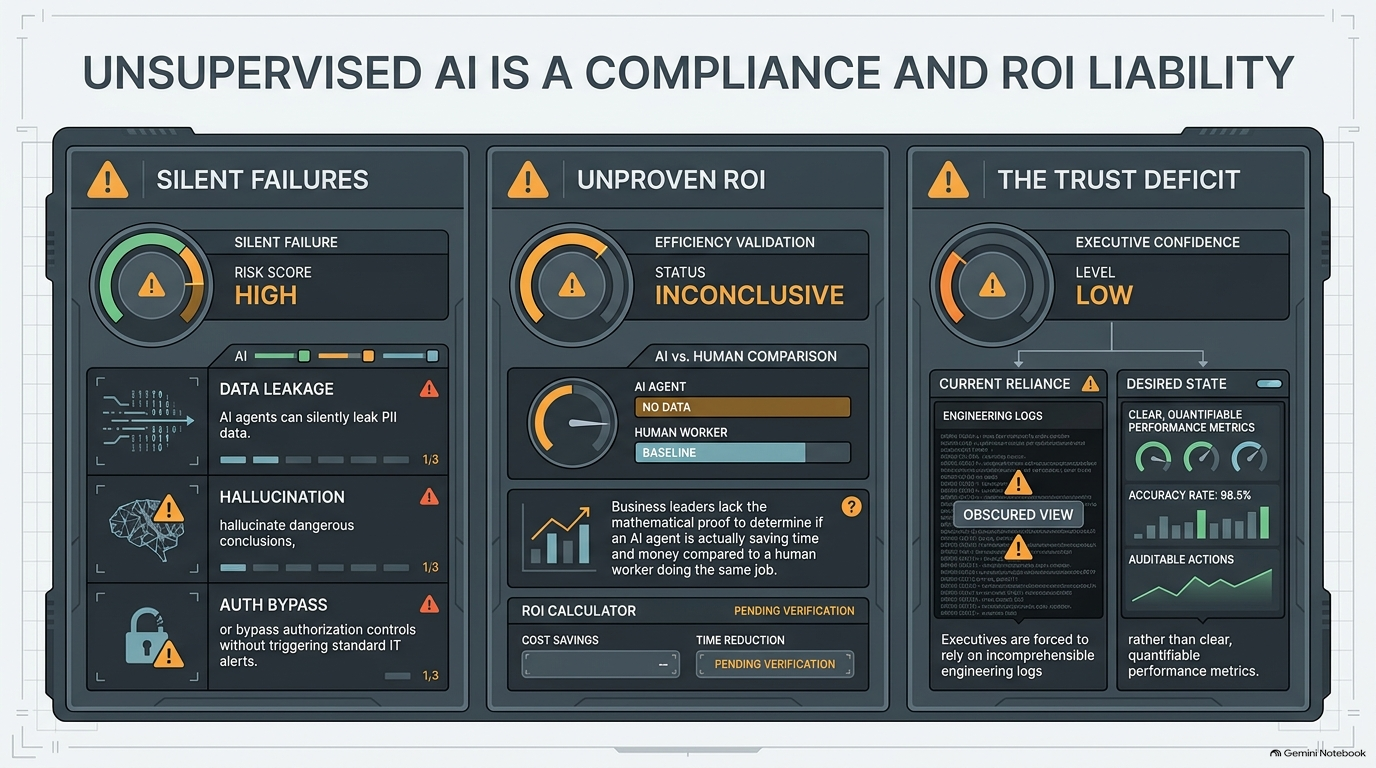 UNSUPERVISED AI IS A COMPLIANCE AND ROI LIABILITY
SILENT FAILURES
SILENT FAILURE
RISK SCORE
HIGH
AI
DATA LEAKAGE
AI agents can silently leak PII
data.
1/3
HALLUCINATION
hallucinate dangerous
conclusions,
1/3
AUTH BYPASS
or bypass authorization controls
without triggering standard IT
alerts.
1/3
UNPROVEN ROI
EFFICIENCY VALIDATION
STATUS
INCONCLUSIVE
AI vs. HUMAN COMPARISON
AI AGENT
NO DATA
HUMAN WORKER
BASELINE
Business leaders lack the
mathematical proof to determine if
an AI agent is actually saving time
and money compared to a human
worker doing the same job.
?
ROI CALCULATOR
PENDING VERIFICATION
COST SAVINGS
--
TIME REDUCTION
PENDING VERIFICATION
THE TRUST DEFICIT
EXECUTIVE CONFIDENCE
LEVEL
LOW
CURRENT RELIANCE
ENGINEERING LOGS
OBSCURED VIEW
Executives are forced to
rely on incomprehensible
engineering logs
DESIRED STATE
CLEAR, QUANTIFIABLE
PERFORMANCE METRICS
ACCURACY RATE: 98.5%
AUDITABLE ACTIONS
rather than clear,
quantifiable
performance metrics.
Gemini Notebook